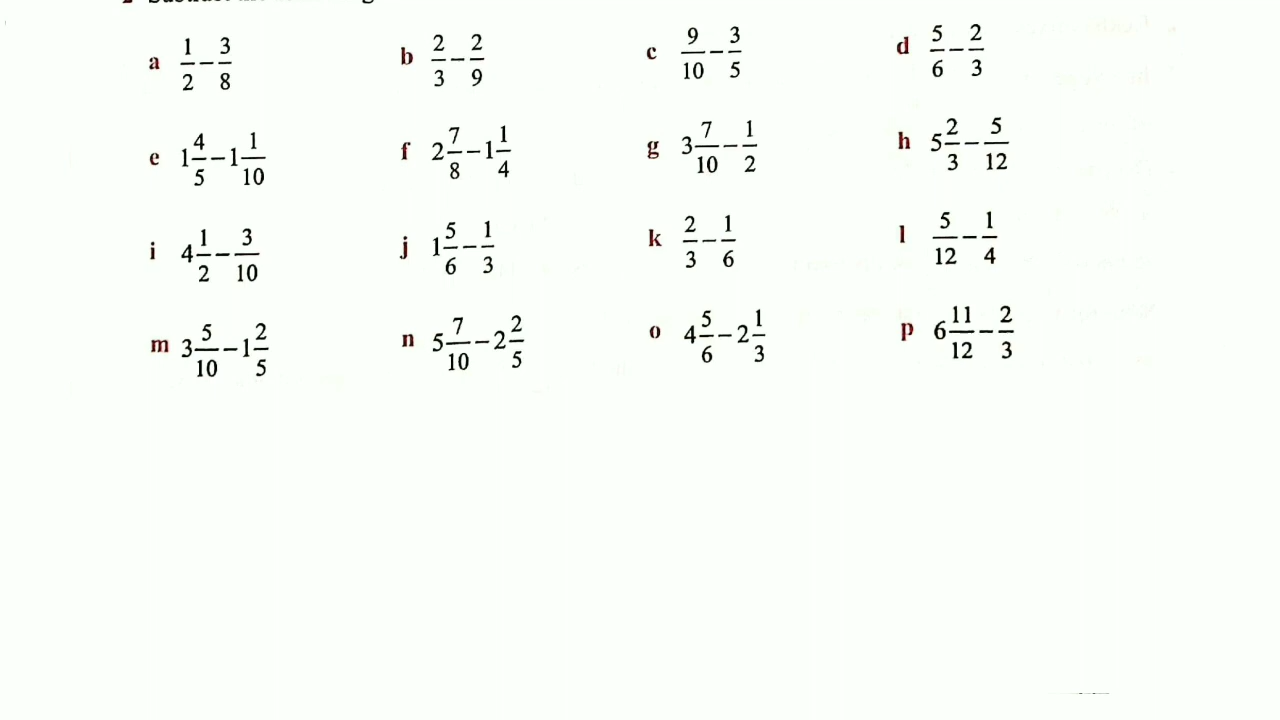 a 1/2 − 3/8 b 2/3 − 2/9 c 9/10 − 3/5 d 5/6 − 2/3
e 1 4/5 − 1 1/10 f 2 7/8 − 1 1/4 g 3 7/10 − 1/2 h 5 2/3 − 5/12
i 4 1/2 − 3/10 j 1 5/6 − 1/3 k 2/3 − 1/6 l 5/12 − 1/4
m 3 5/10 − 1 2/5 n 5 7/10 − 2 2/5 o 4 5/6 − 2 1/3 p 6 11/12 − 2/3